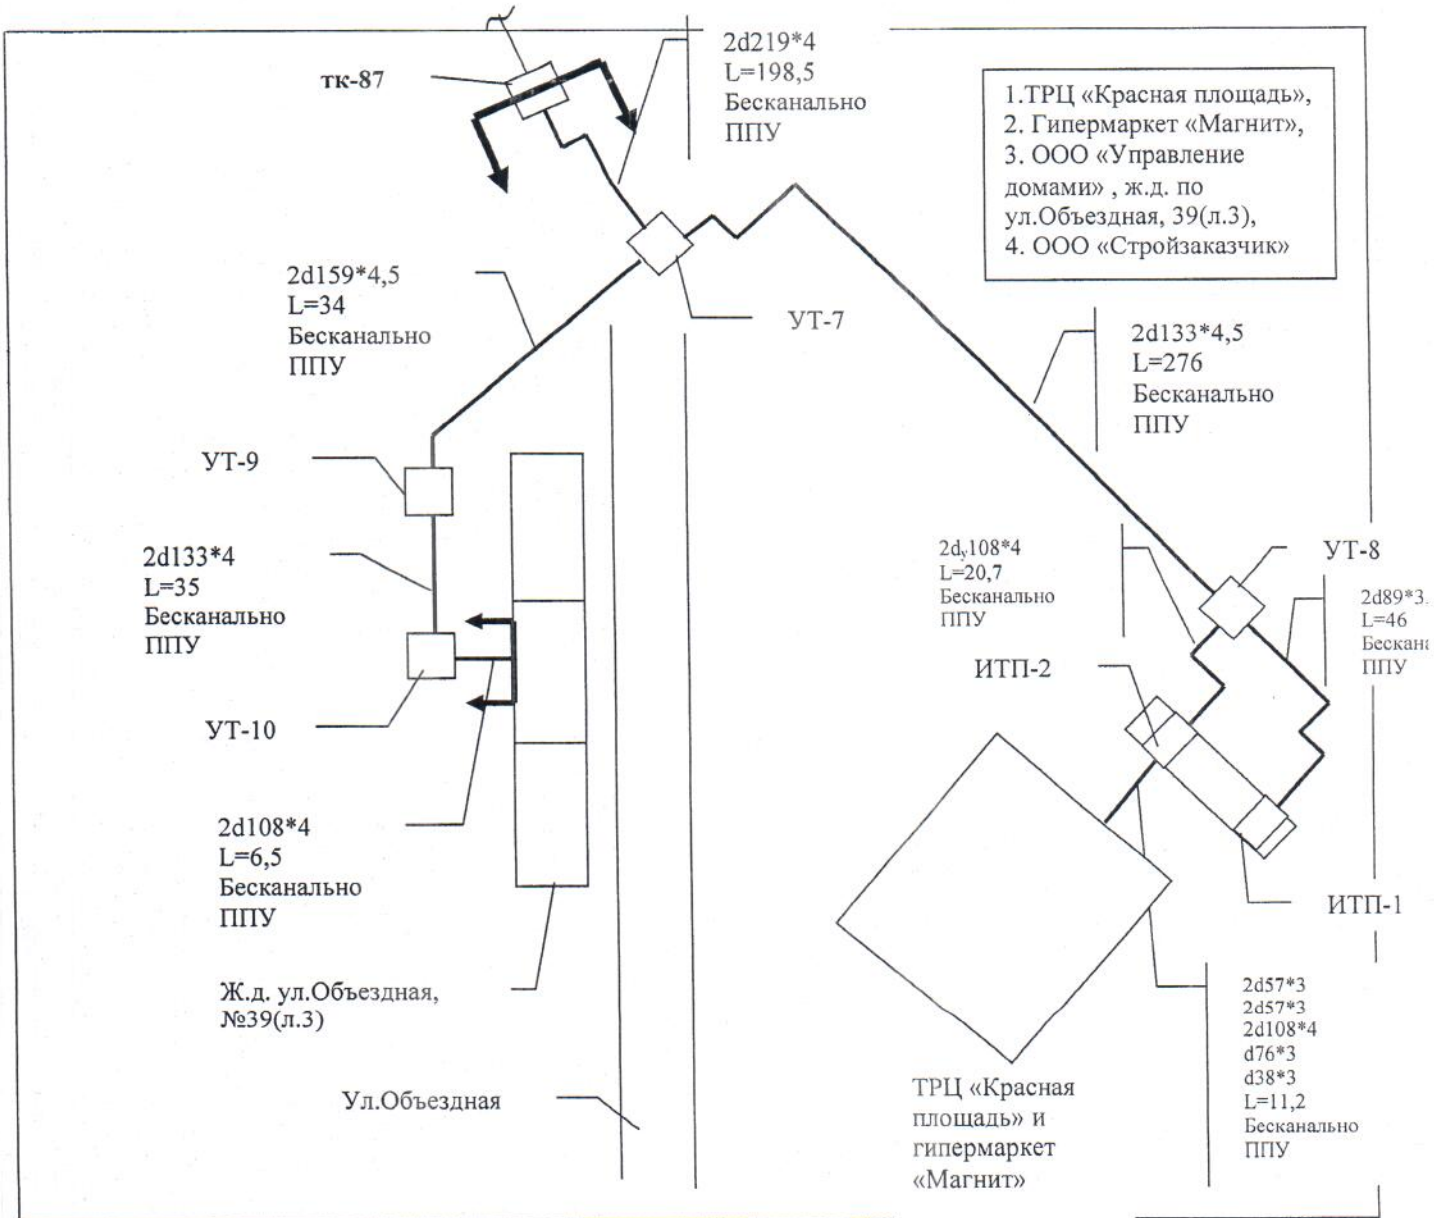 тк-87
2d219*4
L=198,5
Бесканально
ППУ
1.ТРЦ «Красная площадь»,
2. Гипермаркет «Магнит»,
3. ООО «Управление
домами» , ж.д. по
ул.Объездная, 39(л.3),
4. ООО «Стройзаказчик»
2d159*4,5
L=34
Бесканально
ППУ
УТ-7
2d133*4,5
L=276
Бесканально
ППУ
УТ-9
2d133*4
L=35
Бесканально
ППУ
2dу108*4
L=20,7
Бесканально
ППУ
УТ-8
2d89*3.
L=46
Бескана
ППУ
ИТП-2
УТ-10
2d108*4
L=6,5
Бесканально
ППУ
ИТП-1
Ж.д. ул.Объездная,
№39(л.3)
2d57*3
2d57*3
2d108*4
d76*3
d38*3
L=11,2
Бесканально
ППУ
Ул.Объездная
ТРЦ «Красная
площадь» и
гипермаркет
«Магнит»